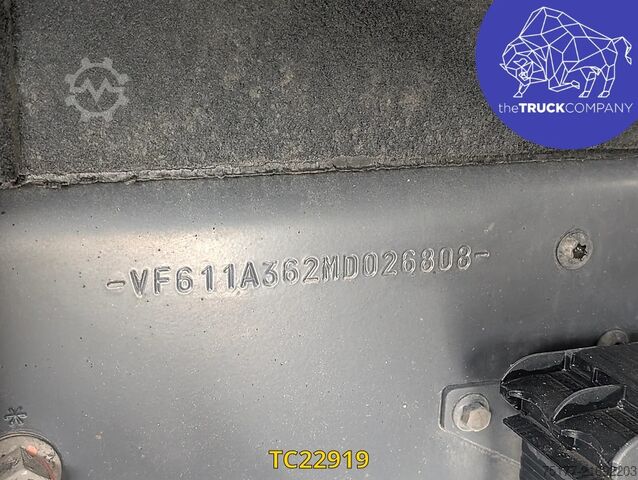 theTRUCKCOMPANY
-VF611A362MD026808-
TC22919